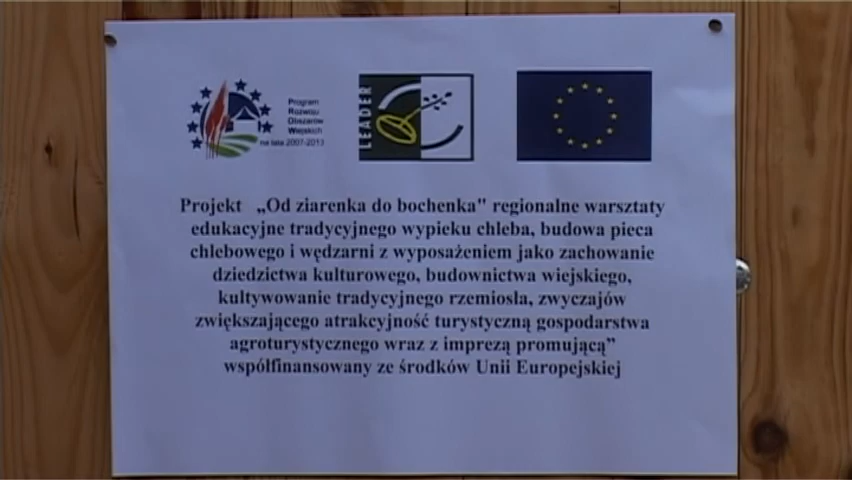 Program
Rozwoju
Obszarów
Wiejskich
na lata 2007-2013
LEADER
Projekt „Od ziarenka do bochenka" regionalne warsztaty
edukacyjne tradycyjnego wypieku chleba, budowa pieca
chlebowego i wędzarni z wyposażeniem jako zachowanie
dziedzictwa kulturowego, budownictwa wiejskiego,
kultywowanie tradycyjnego rzemiosła, zwyczajów
zwiększającego atrakcyjność turystyczną gospodarstwa
agroturystycznego wraz z imprezą promującą”
współfinansowany ze środków Unii Europejskiej